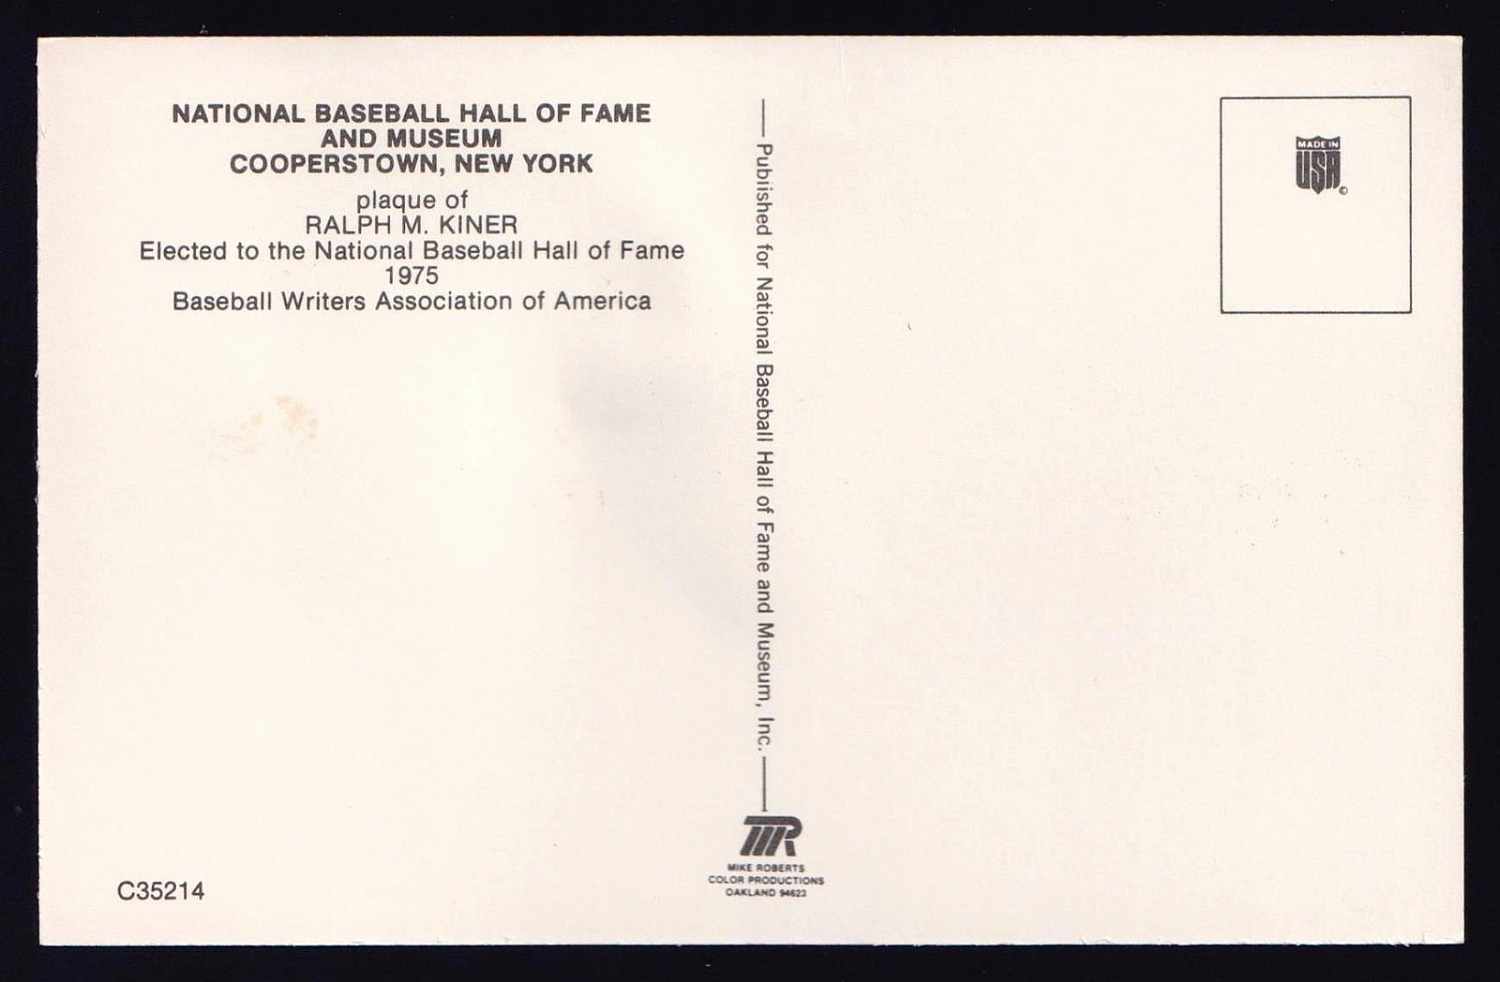 NATIONAL BASEBALL HALL OF FAME
AND MUSEUM
COOPERSTOWN, NEW YORK
plaque of
RALPH M. KINER
Elected to the National Baseball Hall of Fame
1975
Baseball Writers Association of America
C35214
Published for National Baseball Hall of Fame and Museum, Inc.
MR
MIKE ROBERTS
COLOR PRODUCTIONS
OAKLAND 94623
MADE IN
USA©